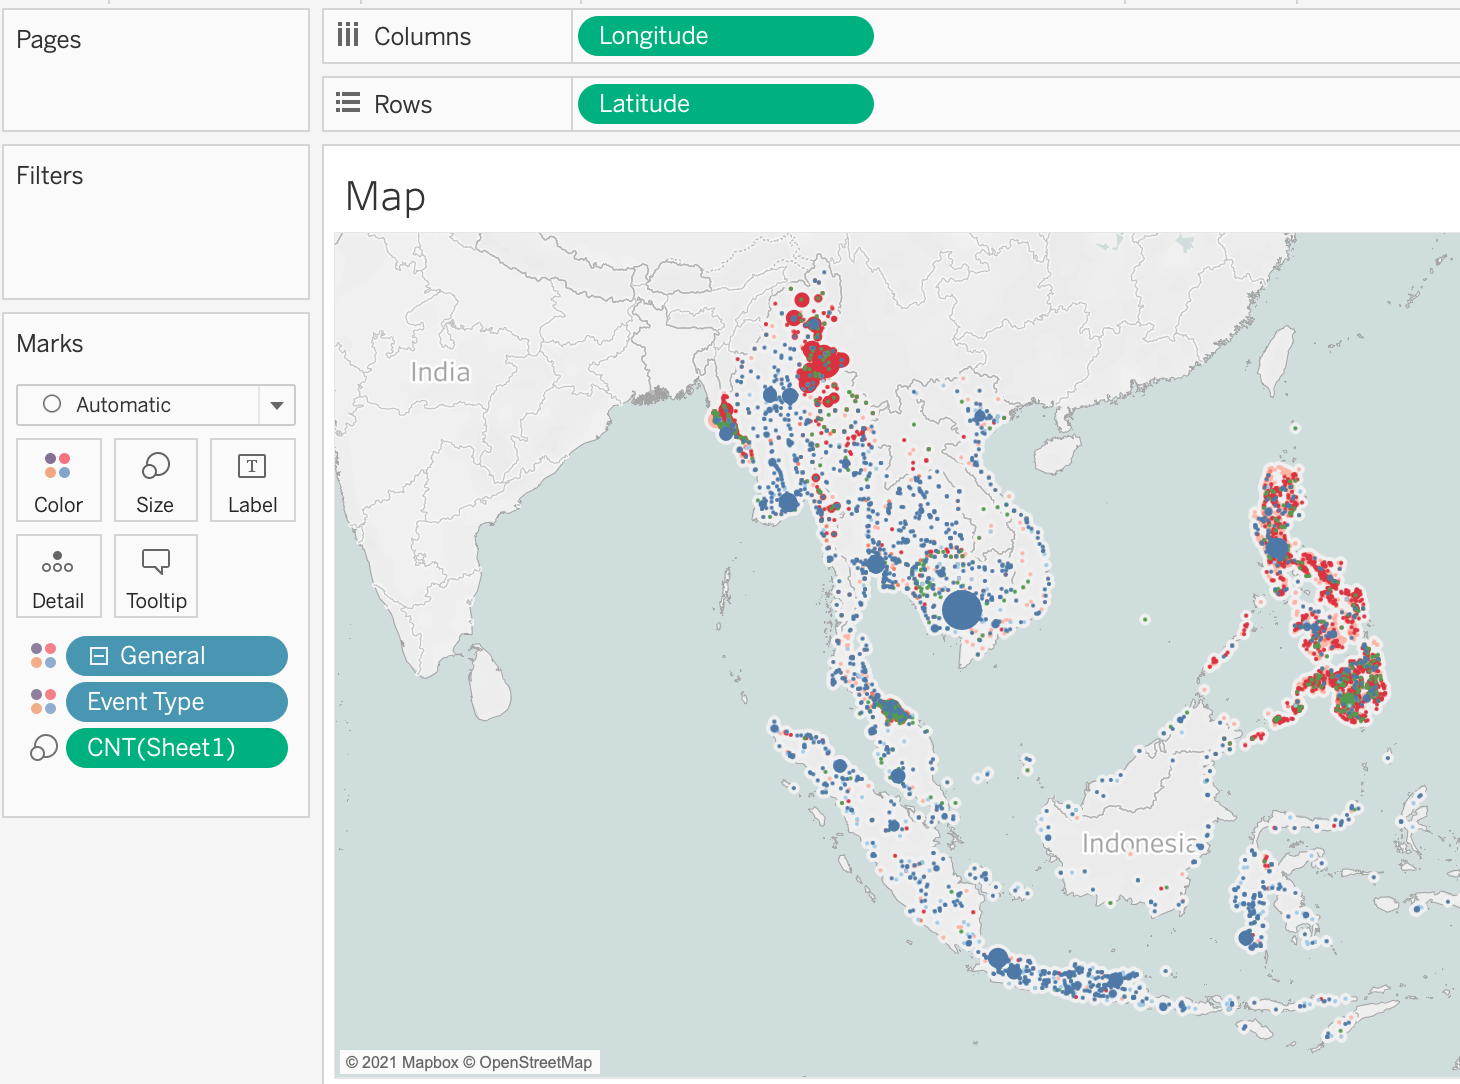 Pages
Columns
Longitude
Rows
Latitude
Filters
Map
Marks
Automatic
Color
Size
T
Label
Detail
Tooltip
General
Event Type
CNT(Sheet1)
India
Indonesia
© 2021 Mapbox © OpenStreetMap